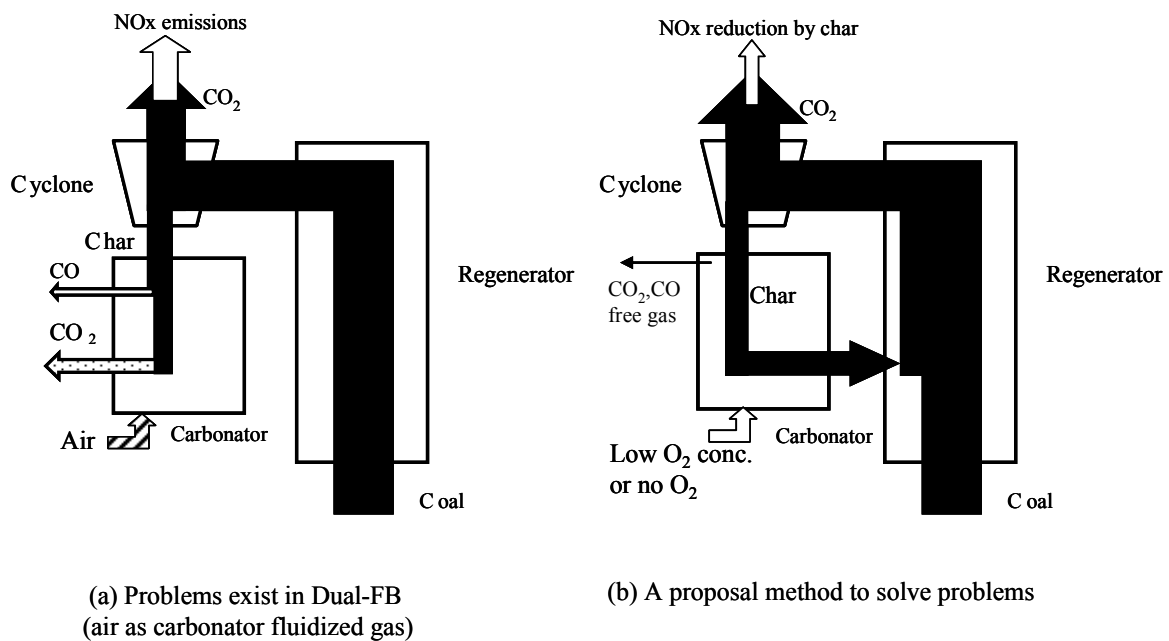 NOx emissions
CO2
Cyclone
Char
CO
CO2
Air
Carbonator
Regenerator
Coal
(a) Problems exist in Dual-FB
(air as carbonator fluidized gas)
NOx reduction by char
CO2
Cyclone
CO2,CO
free gas
Char
Low O2 conc.
or no O2
Carbonator
Regenerator
Coal
(b) A proposal method to solve problems